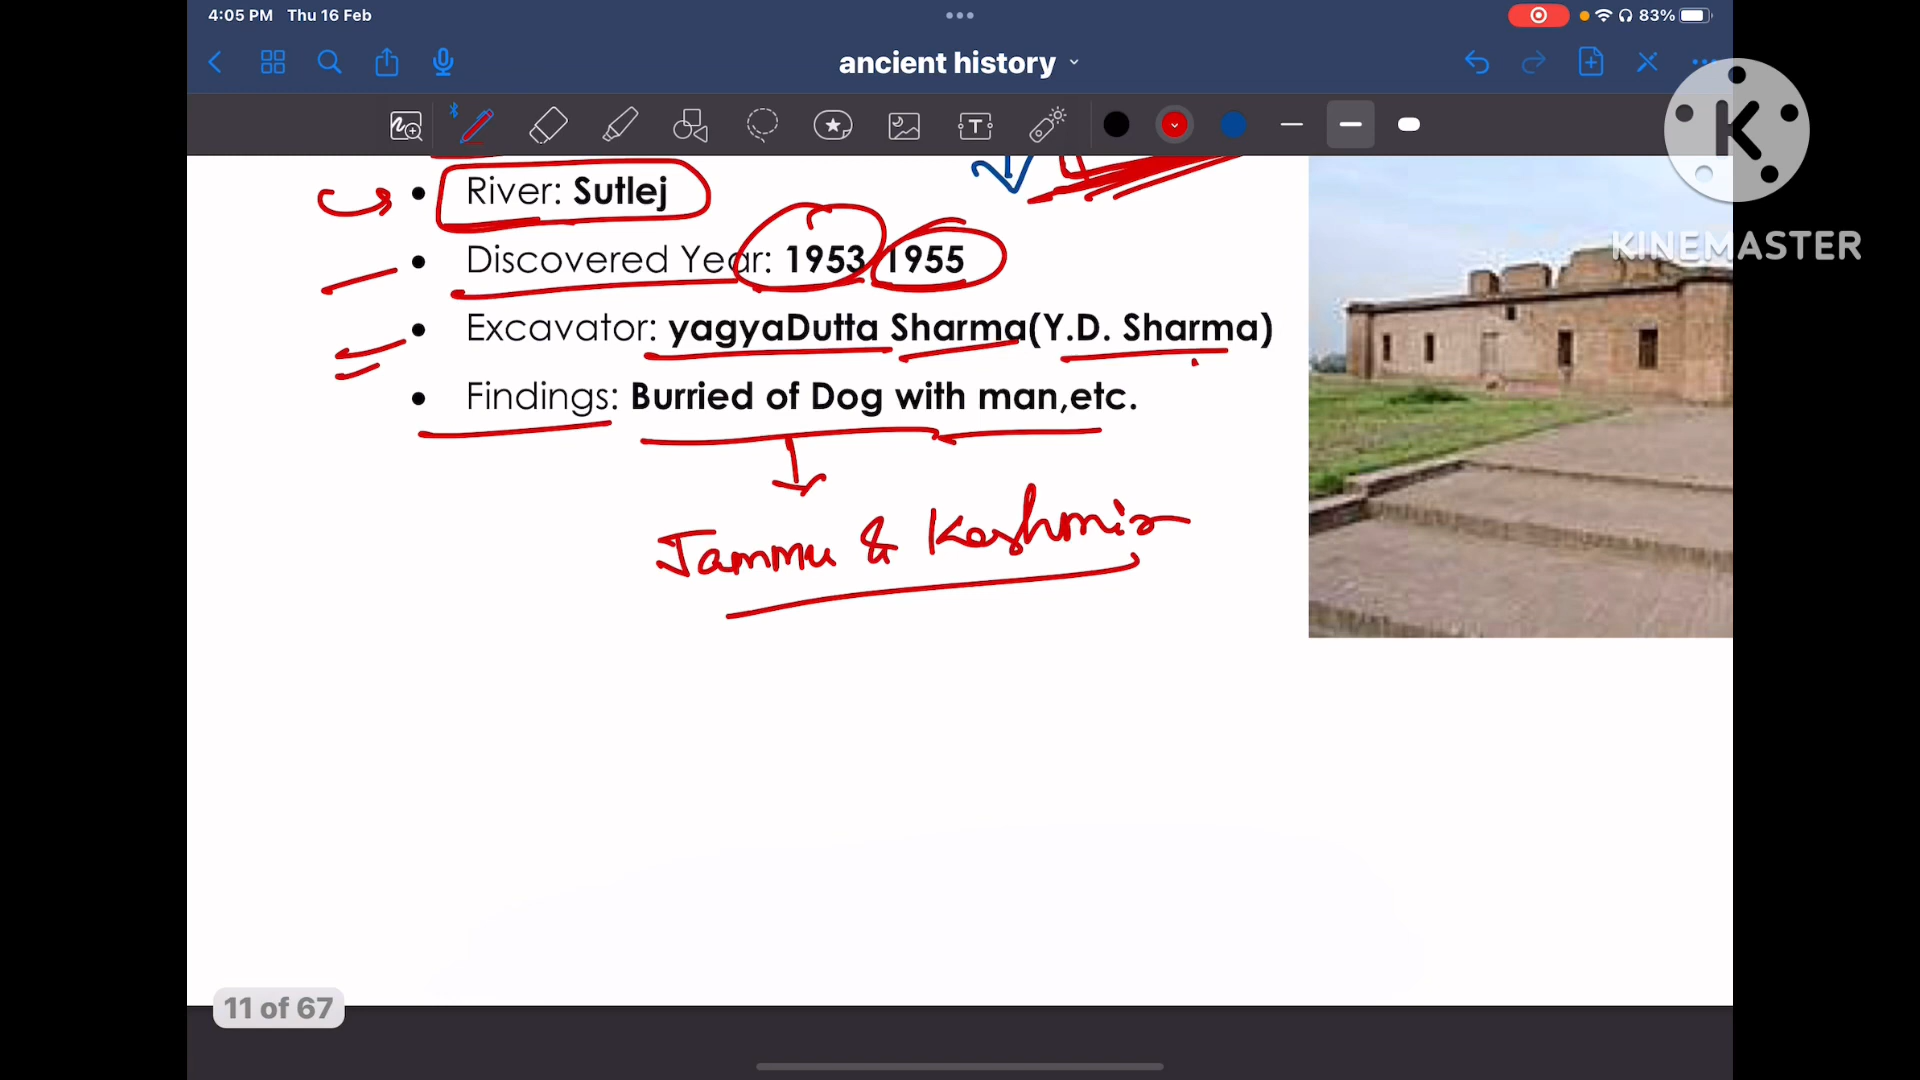 4:05 PM Thu 16 Feb
83%
ancient history
T
K
KINEMASTER
• River: Sutlej
• Discovered Year: 1953 1955
• Excavator: yagyaDutta Sharma(Y.D. Sharma)
• Findings: Burried of Dog with man,etc.
Jammu & Kashmir
11 of 67